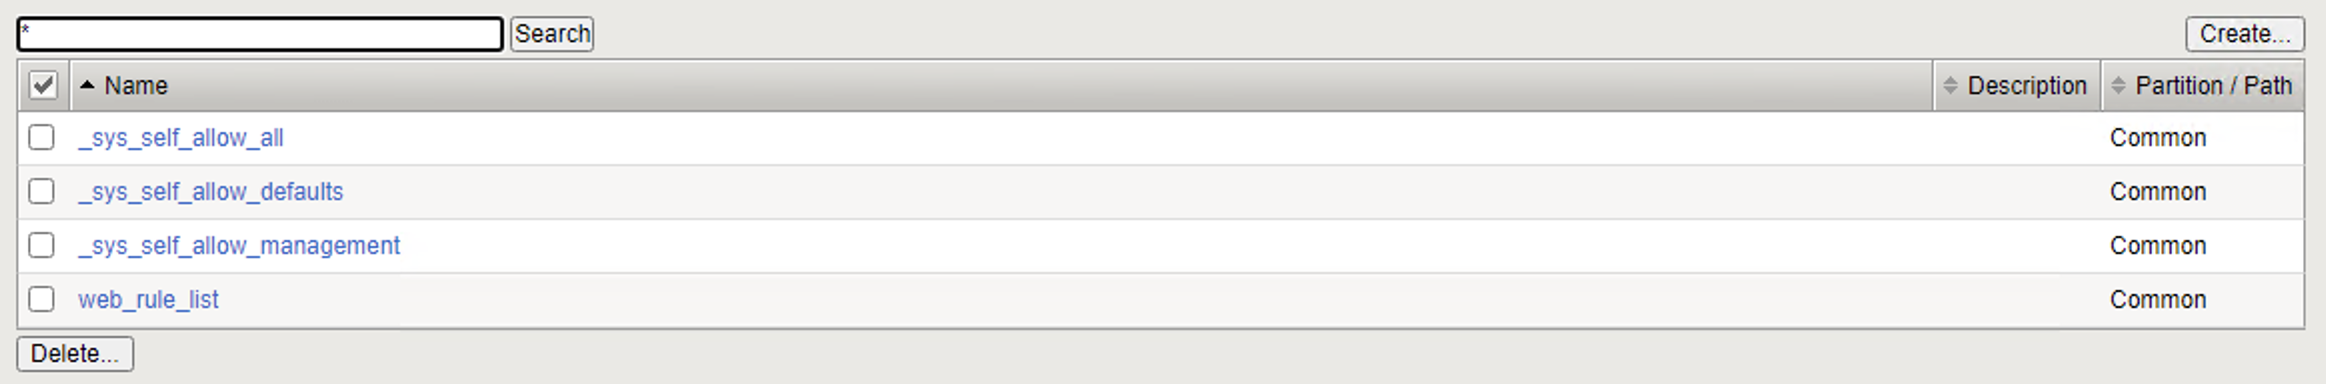 * Search Create...
Name Description Partition / Path
_sys_self_allow_all Common
_sys_self_allow_defaults Common
_sys_self_allow_management Common
web_rule_list Common
Delete...